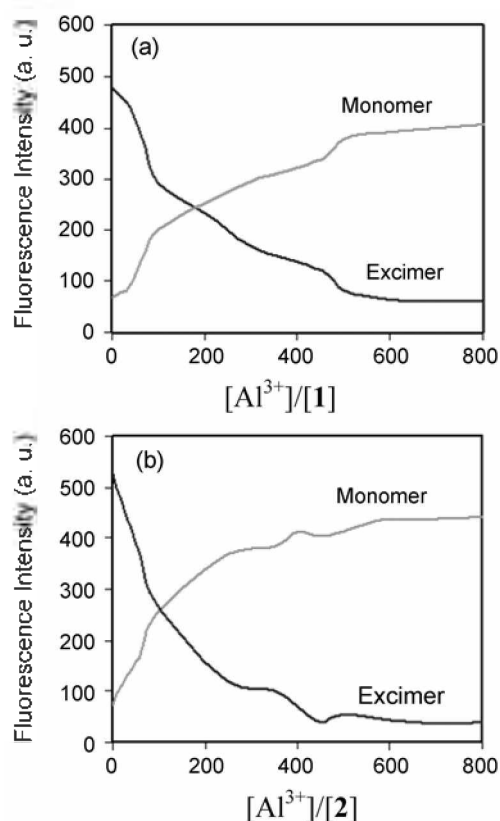 (a)
Fluorescence Intensity (a. u.)
600
500
400
300
200
100
0
Monomer
Excimer
0 200 400 600 800
[Al³⁺]/[1]
(b)
Fluorescence Intensity (a. u.)
600
500
400
300
200
100
0
Monomer
Excimer
0 200 400 600 800
[Al³⁺]/[2]